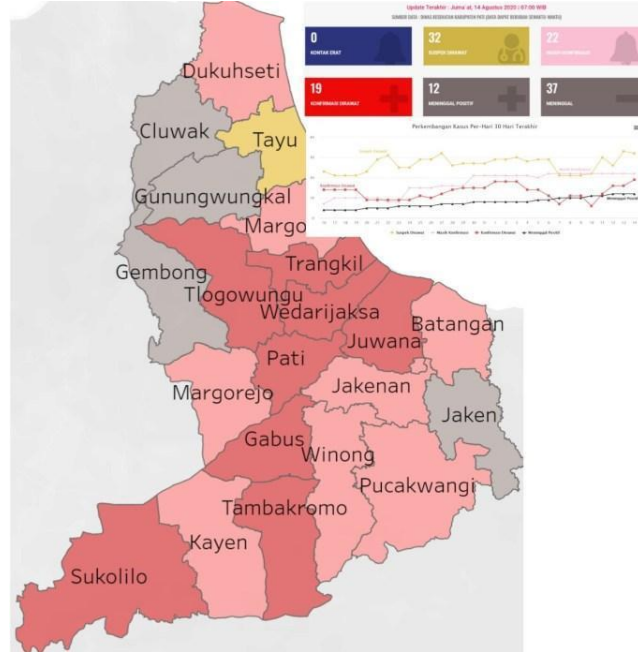 Update Terakhir : Juma at, 14 Agustus 2020 | 07:00 WIB
0
KONTAK ERAT
32
SUSPEK DIRAWAT
22
19
KONFIRMASI DIRAWAT
12
MENINGGAL POSITIF
37
MENINGGAL
Perkembangan Kasus Per-Hari 30 Hari Terakhir
Dukuhseti
Cluwak
Tayu
Gunungwungkal
Margo
Gembong
Trangkil
Tlogowungu
Wedarijaksa
Juwana
Batangan
Pati
Margorejo
Jakenan
Jaken
Gabus
Winong
Pucakwangi
Tambakromo
Kayen
Sukolilo